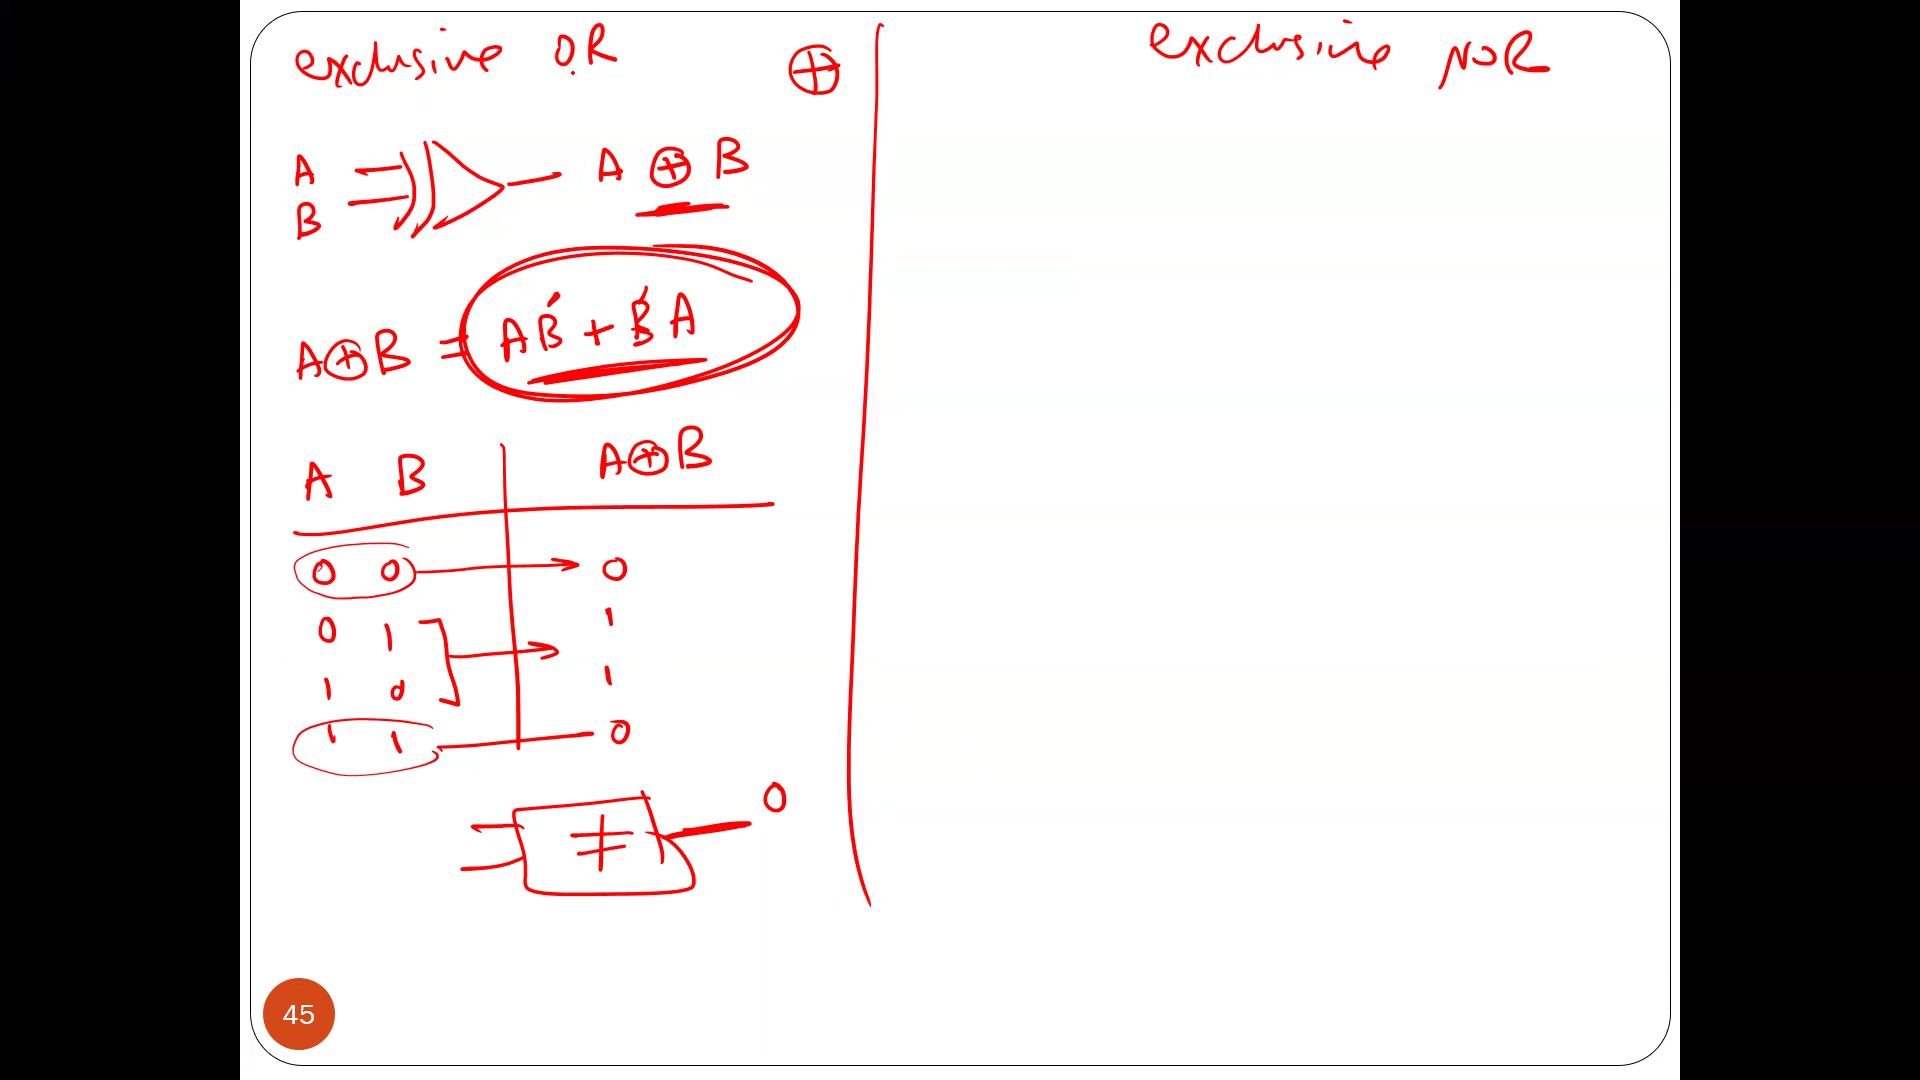 exclusive OR
⊕
A
B
A ⊕ B
A⊕B = AB' + B'A
A B A⊕B
0 0 0
0 1 1
1 0 1
1 1 0
≠ 0
exclusive NOR
45